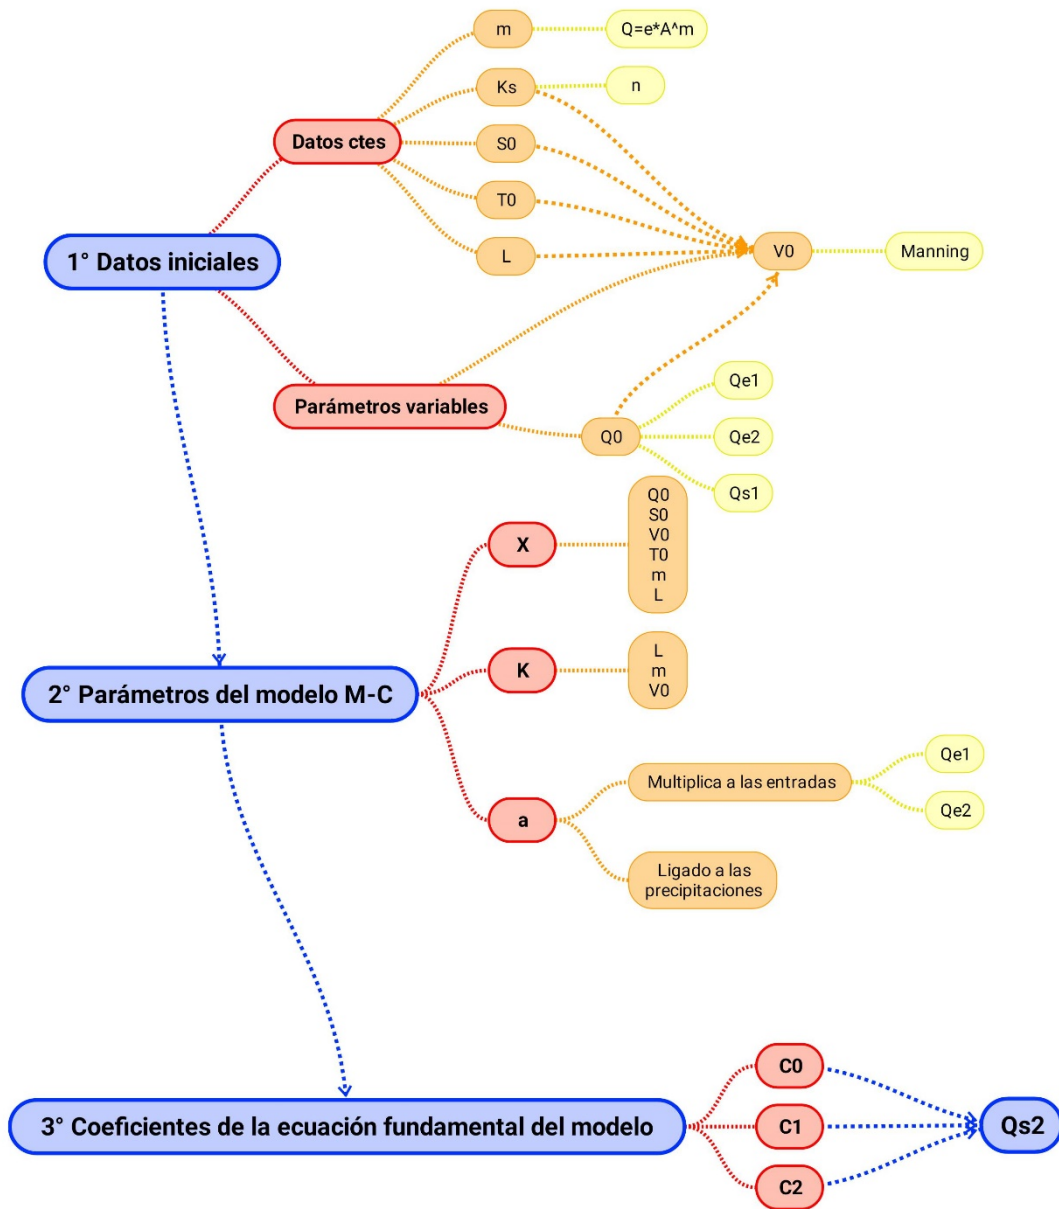 m
Q=e*A^m
Ks
n
Datos ctes
S0
T0
L
V0
Manning
1° Datos iniciales
Parámetros variables
Q0
Qe1
Qe2
Qs1
X
Q0
S0
V0
T0
m
L
2° Parámetros del modelo M-C
K
L
m
V0
a
Multiplica a las entradas
Qe1
Qe2
Ligado a las
precipitaciones
3° Coeficientes de la ecuación fundamental del modelo
C0
C1
C2
Qs2